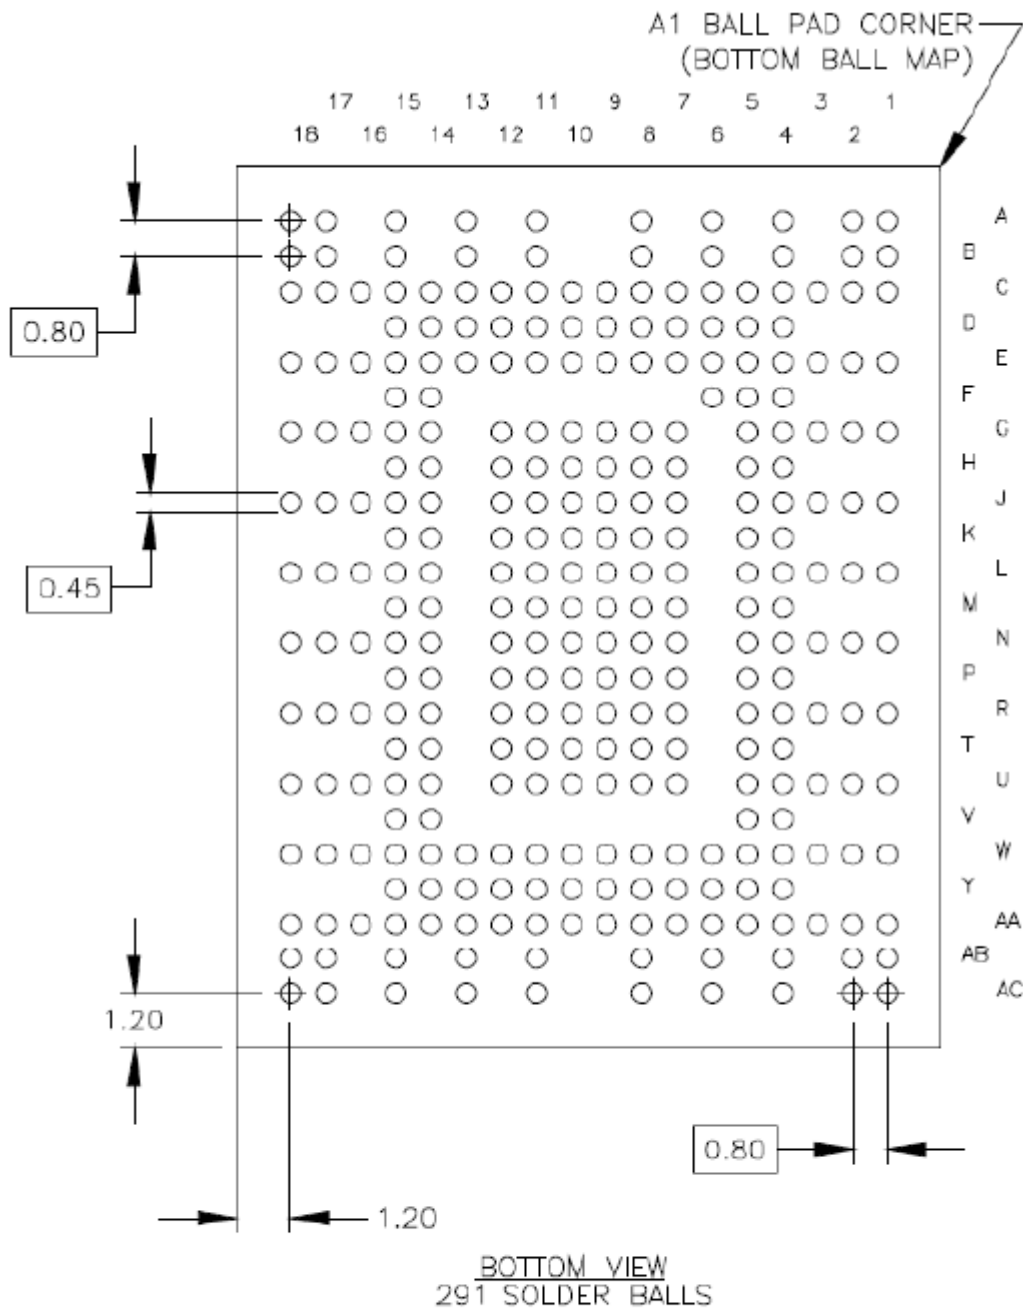 A1 BALL PAD CORNER
(BOTTOM BALL MAP)
17 15 13 11 9 7 5 3 1
18 16 14 12 10 8 6 4 2
A
B
C
D
E
F
G
H
J
K
L
M
N
P
R
T
U
V
W
Y
AA
AB
AC
0.80
0.45
1.20
0.80
1.20
BOTTOM VIEW
291 SOLDER BALLS